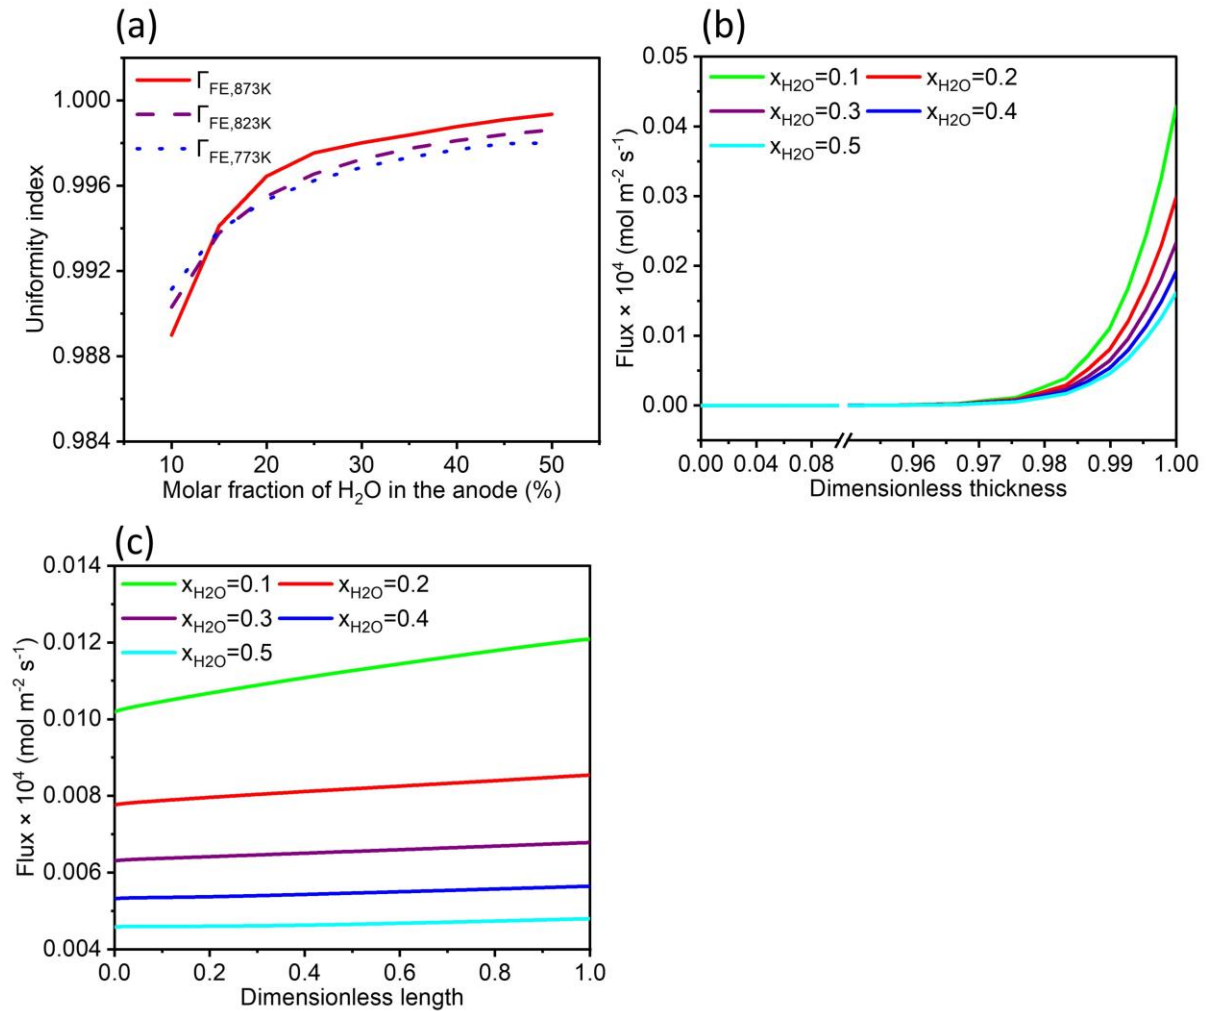 (a)
ΓFE,873K
ΓFE,823K
ΓFE,773K
1.000
0.996
0.992
0.988
0.984
Uniformity index
10 20 30 40 50
Molar fraction of H2O in the anode (%)
(b)
xH2O=0.1 xH2O=0.2
xH2O=0.3 xH2O=0.4
xH2O=0.5
0.05
0.04
0.03
0.02
0.01
0.00
Flux × 10⁴ (mol m⁻² s⁻¹)
0.00 0.04 0.08 0.96 0.97 0.98 0.99 1.00
Dimensionless thickness
(c)
xH2O=0.1 xH2O=0.2
xH2O=0.3 xH2O=0.4
xH2O=0.5
0.014
0.012
0.010
0.008
0.006
0.004
Flux × 10⁴ (mol m⁻² s⁻¹)
0.0 0.2 0.4 0.6 0.8 1.0
Dimensionless length